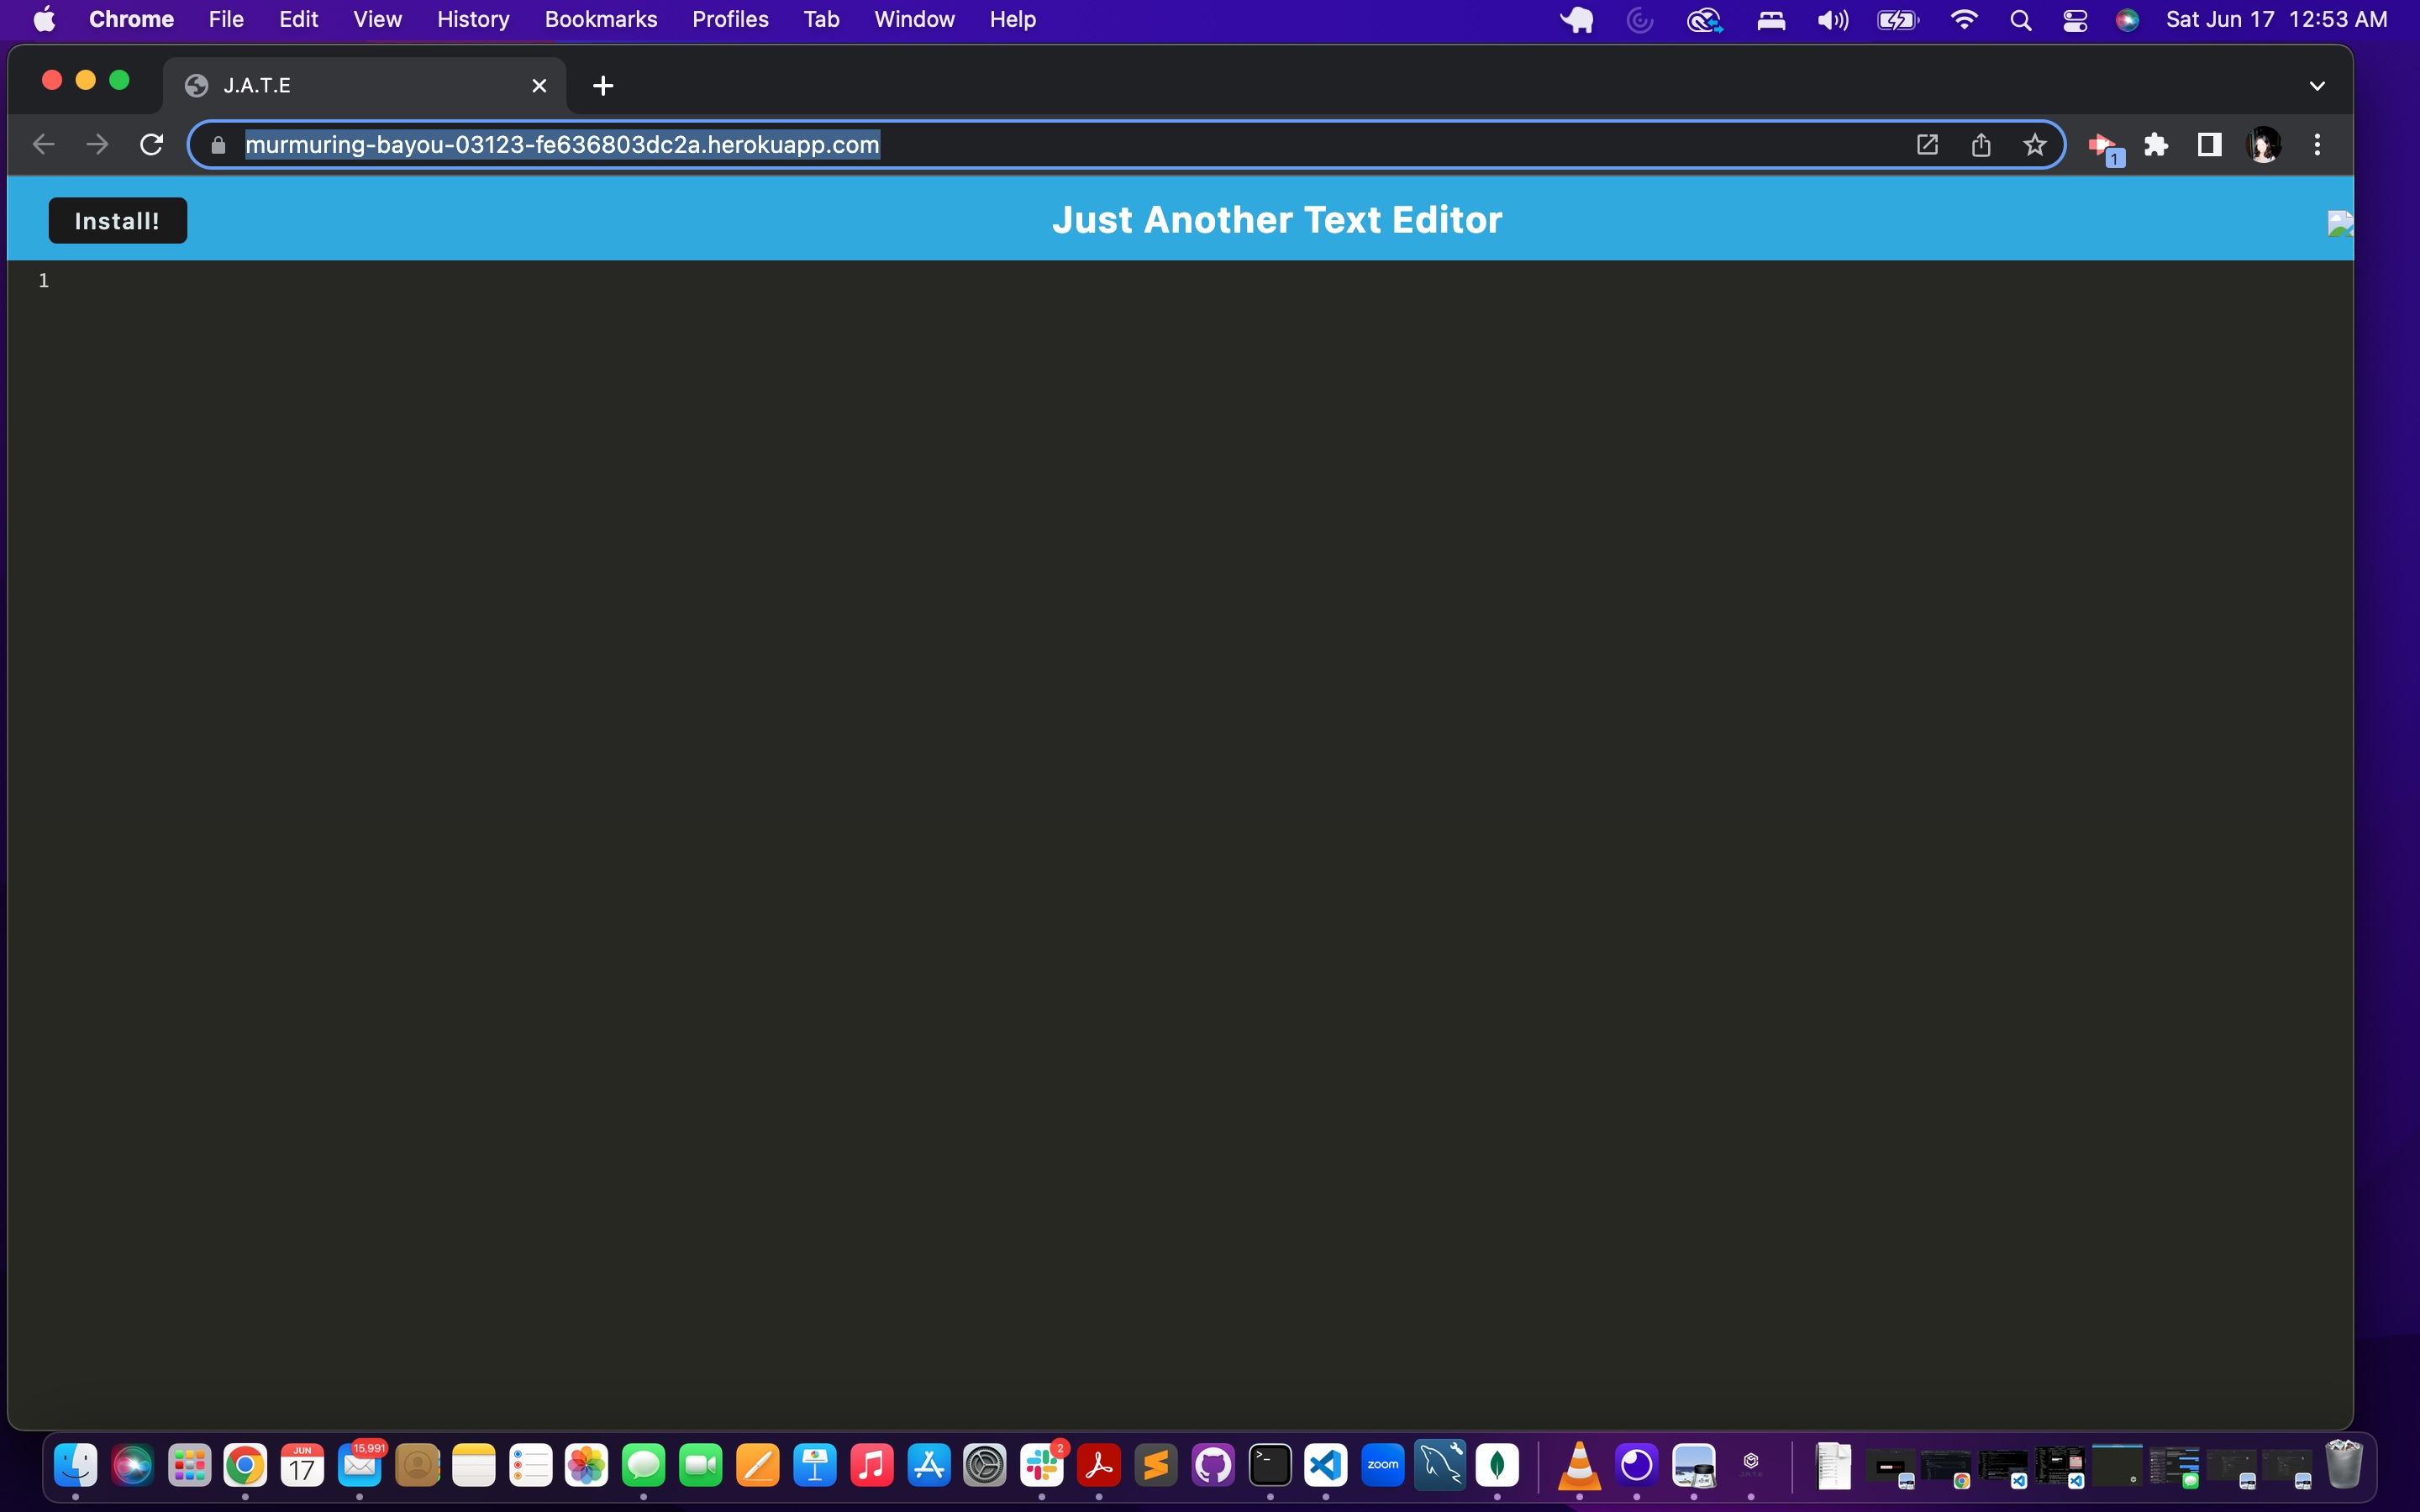 Chrome File Edit View History Bookmarks Profiles Tab Window Help Sat Jun 17 12:53 AM
J.A.T.E
murmuring-bayou-03123-fe636803dc2a.herokuapp.com
1
Install!
Just Another Text Editor
1
JUN
17
15,991
2
>_
zoom
J.A.T.E